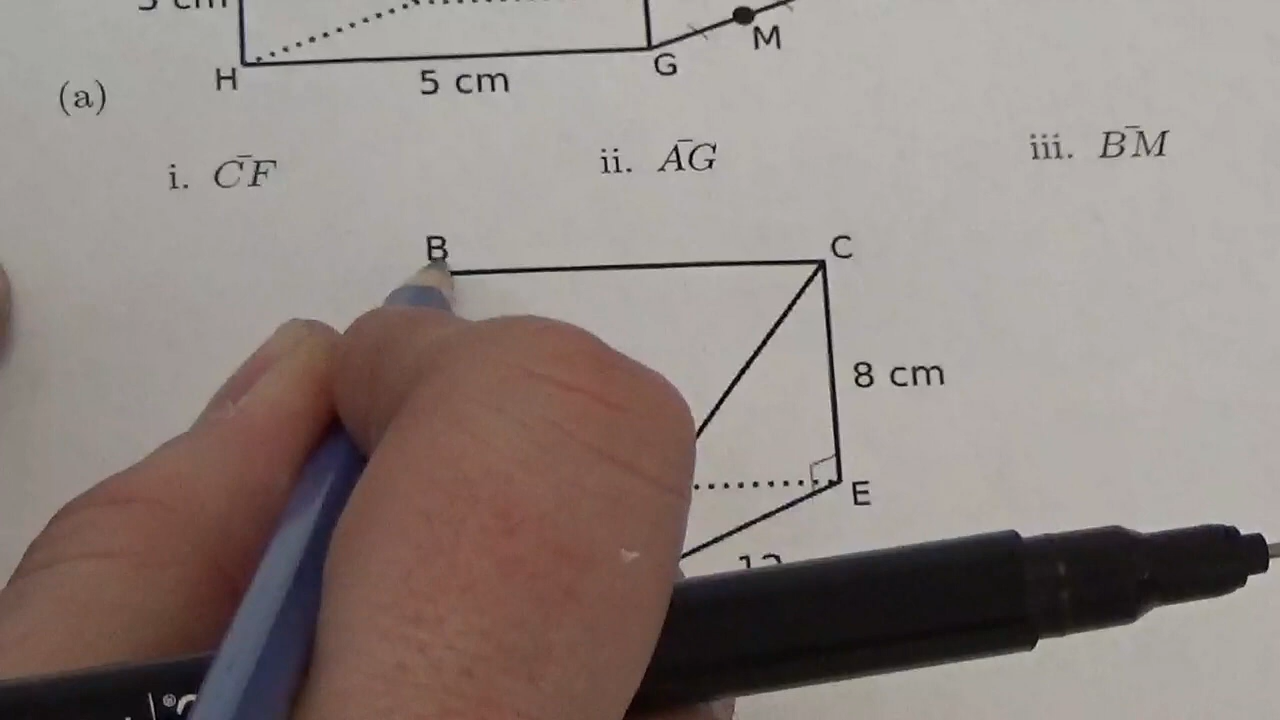 H
G
M
5 cm
(a)
i. C̄F
ii. ĀG
iii. B̄M
B
C
8 cm
E